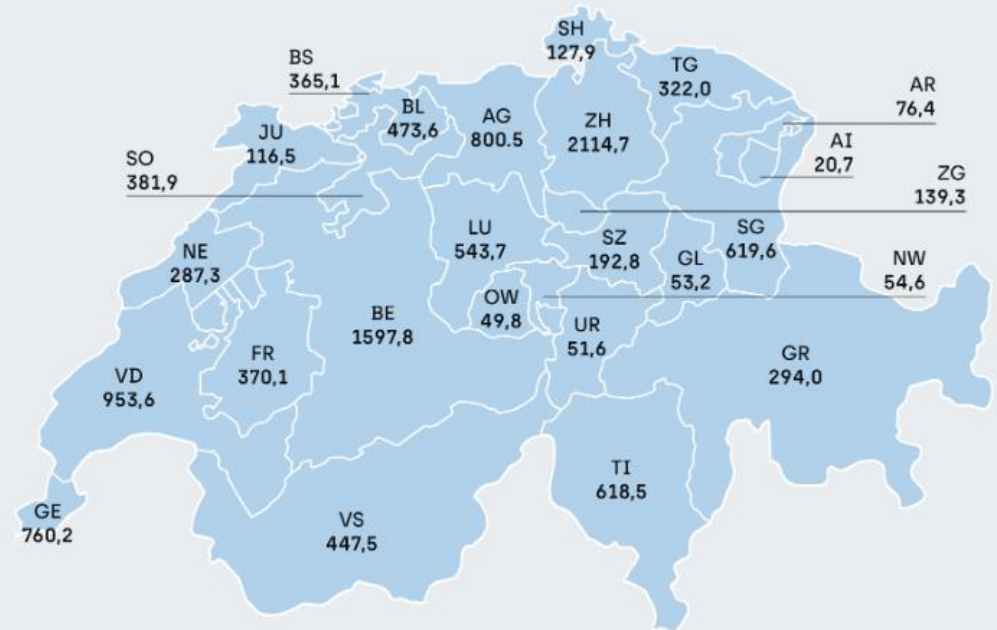 SH
127,9
BS
365,1
TG
322,0
AR
76,4
BL
473,6
AG
800.5
ZH
2114,7
JU
116,5
AI
20,7
SO
381,9
ZG
139,3
LU
543,7
SZ
192,8
SG
619,6
NE
287,3
GL
53,2
NW
54,6
OW
49,8
BE
1597,8
UR
51,6
FR
370,1
GR
294,0
VD
953,6
TI
618,5
GE
760,2
VS
447,5